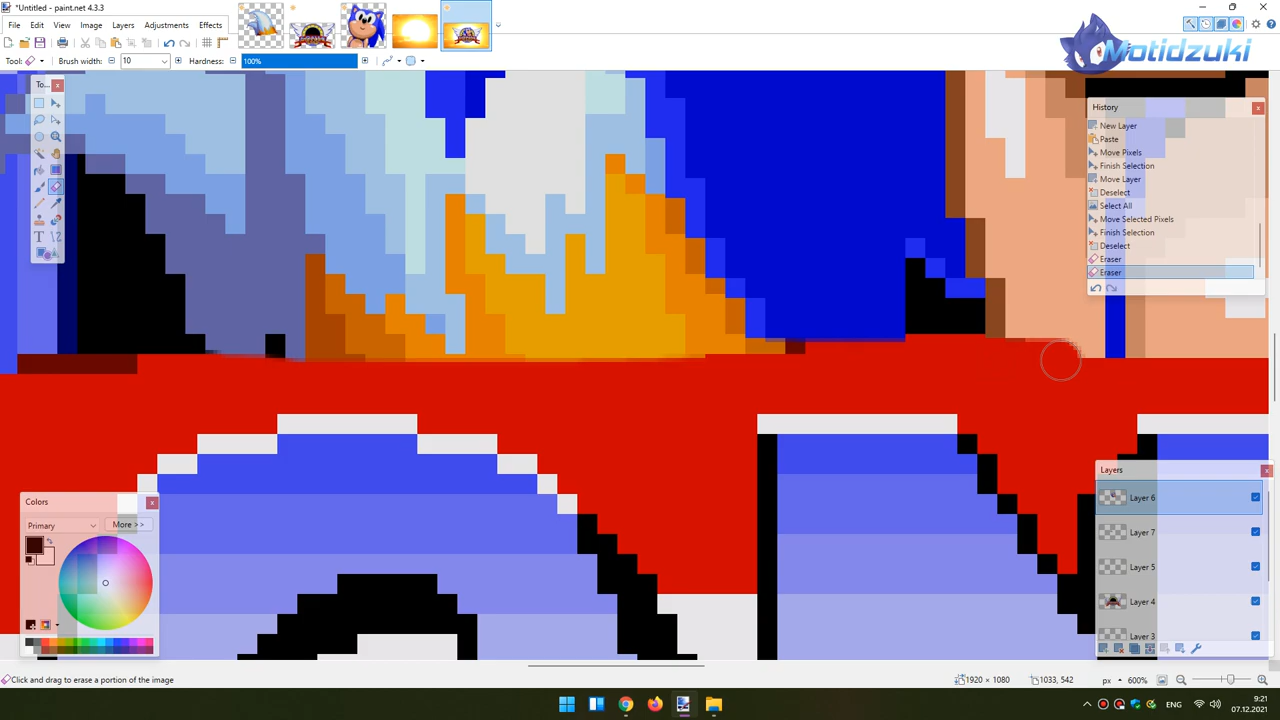 *Untitled - paint.net 4.3.3
File Edit View Image Layers Adjustments Effects
Tool:
Brush width: 10 Hardness: 100%
Motidzuki
To...
History
New Layer
Paste
Move Pixels
Finish Selection
Move Layer
Deselect
Select All
Move Selected Pixels
Finish Selection
Deselect
Eraser
Eraser
Layers
Layer 6
Layer 7
Layer 5
Layer 4
Layer 3
Colors
Primary
More >>
Click and drag to erase a portion of the image
1920 × 1080
1033, 542
px
600%
ENG
9:21
07.12.2021